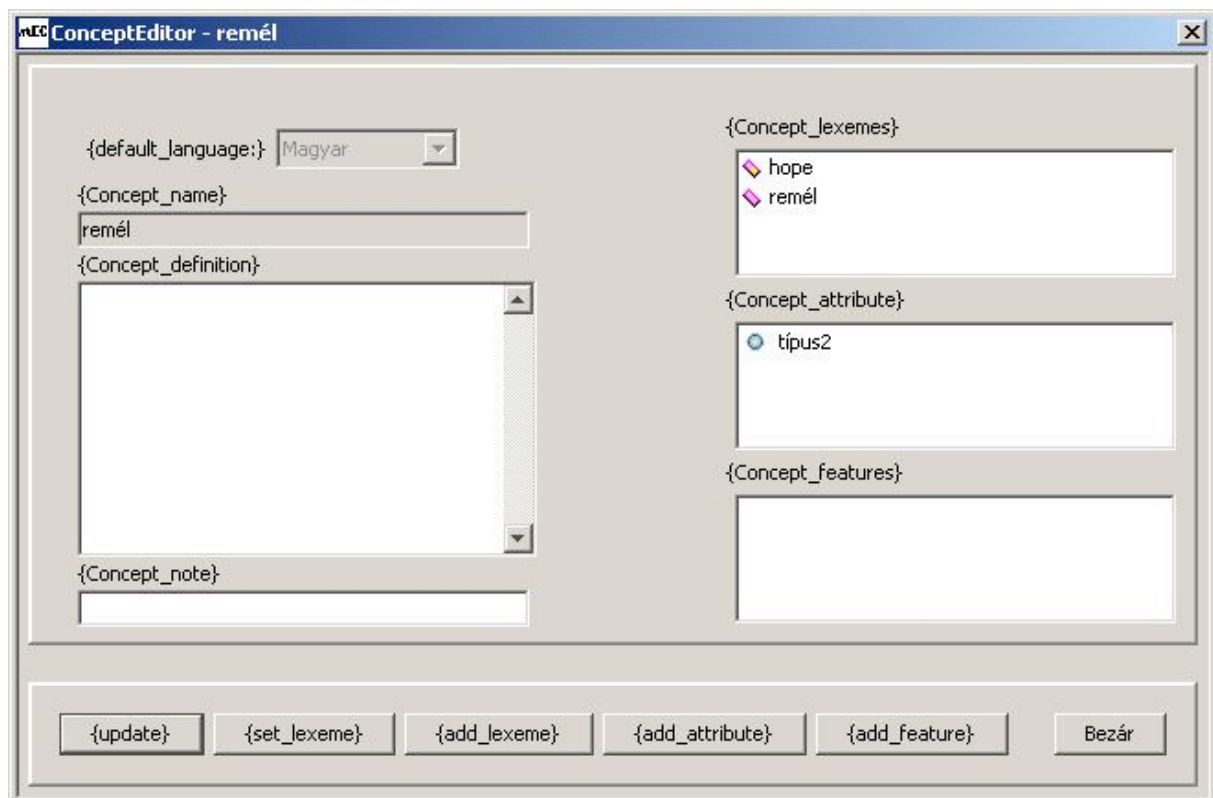 mEC ConceptEditor - remél
{default_language:} Magyar
{Concept_name}
remél
{Concept_definition}
{Concept_note}
{Concept_lexemes}
hope
remél
{Concept_attribute}
típus2
{Concept_features}
{update} {set_lexeme} {add_lexeme} {add_attribute} {add_feature} Bezár